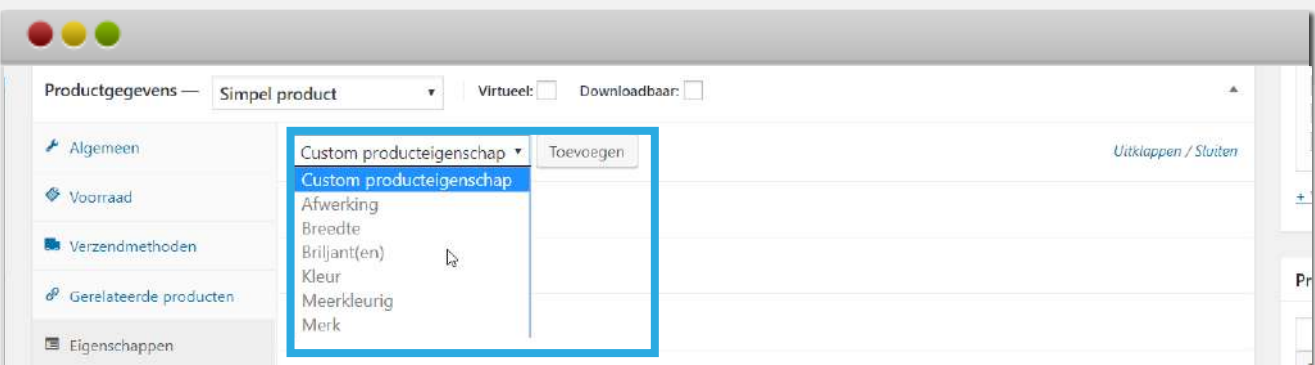 Productgegevens — Simpel product Virtueel: Downloadbaar:
Algemeen
Custom producteigenschap Toevoegen Uitklappen / Sluiten
Custom producteigenschap
Voorraad
Afwerking
Breedte
Verzendmethoden
Briljant(en)
Kleur
Gerelateerde producten
Meerkleurig
Merk
Eigenschappen
Pr